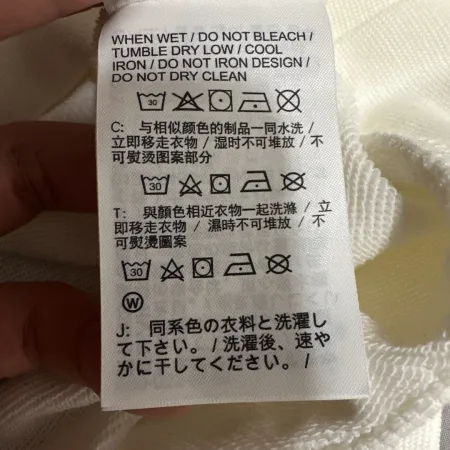 WHEN WET / DO NOT BLEACH /
TUMBLE DRY LOW / COOL
IRON / DO NOT IRON DESIGN /
DO NOT DRY CLEAN
30
C: 与相似颜色的制品一同水洗 /
立即移走衣物 / 湿时不可堆放 / 不
可熨烫图案部分
30
T: 與顏色相近衣物一起洗滌 / 立
即移走衣物 / 濕時不可堆放 / 不
可熨燙圖案
30
W
J: 同系色の衣料と洗濯し
て下さい。/ 洗濯後、速や
かに干してください。/